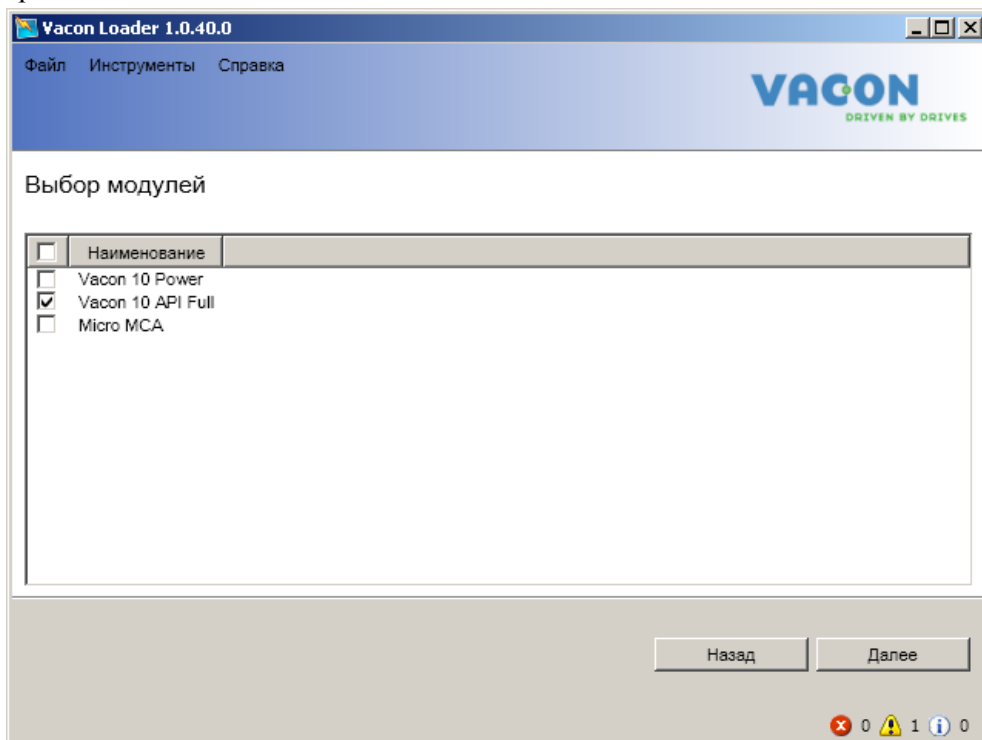 Vacon Loader 1.0.40.0
Файл Инструменты Справка
VACON
DRIVEN BY DRIVES
Выбор модулей
Наименование
Vacon 10 Power
Vacon 10 API Full
Micro MCA
Назад Далее
0 1 0